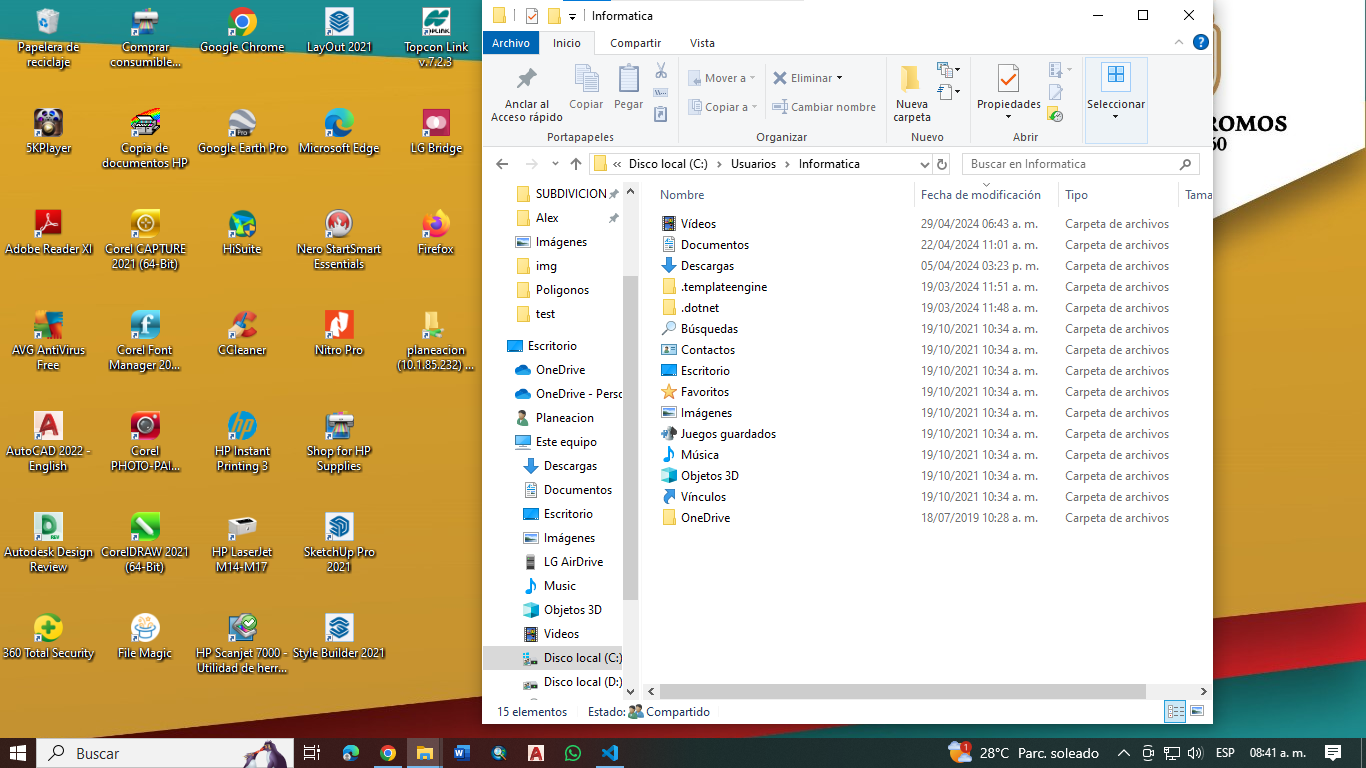 Papelera de
reciclaje
Comprar
consumible...
Google Chrome
LayOut 2021
Topcon Link
v.7.2.3
5KPlayer
Copia de
documentos HP
Google Earth Pro
Microsoft Edge
LG Bridge
Adobe Reader XI
Corel CAPTURE
2021 (64-Bit)
HiSuite
Nero StartSmart
Essentials
Firefox
AVG AntiVirus
Free
Corel Font
Manager 20...
CCleaner
Nitro Pro
planeacion
(10.1.85.232) ...
AutoCAD 2022 -
English
Corel
PHOTO-PAI...
HP Instant
Printing 3
Shop for HP
Supplies
Autodesk Design
Review
CorelDRAW 2021
(64-Bit)
HP LaserJet
M14-M17
SketchUp Pro
2021
360 Total Security
File Magic
HP Scanjet 7000 -
Utilidad de herr...
Style Builder 2021
Informatica
Archivo Inicio Compartir Vista
Anclar al
Acceso rápido
Copiar
Pegar
Portapapeles
Mover a
Copiar a
Eliminar
Cambiar nombre
Organizar
Nueva
carpeta
Nuevo
Propiedades
Abrir
Seleccionar
« Disco local (C:) > Usuarios > Informatica
Buscar en Informatica
SUBDIVICION
Alex
Imágenes
img
Poligonos
test
Escritorio
OneDrive
OneDrive - Perso
Planeacion
Este equipo
Descargas
Documentos
Escritorio
Imágenes
LG AirDrive
Music
Objetos 3D
Videos
Disco local (C:)
Disco local (D:)
Nombre Fecha de modificación Tipo Tama
Vídeos 29/04/2024 06:43 a. m. Carpeta de archivos
Documentos 22/04/2024 11:01 a. m. Carpeta de archivos
Descargas 05/04/2024 03:23 p. m. Carpeta de archivos
.templateengine 19/03/2024 11:51 a. m. Carpeta de archivos
.dotnet 19/03/2024 11:48 a. m. Carpeta de archivos
Búsquedas 19/10/2021 10:34 a. m. Carpeta de archivos
Contactos 19/10/2021 10:34 a. m. Carpeta de archivos
Escritorio 19/10/2021 10:34 a. m. Carpeta de archivos
Favoritos 19/10/2021 10:34 a. m. Carpeta de archivos
Imágenes 19/10/2021 10:34 a. m. Carpeta de archivos
Juegos guardados 19/10/2021 10:34 a. m. Carpeta de archivos
Música 19/10/2021 10:34 a. m. Carpeta de archivos
Objetos 3D 19/10/2021 10:34 a. m. Carpeta de archivos
Vínculos 19/10/2021 10:34 a. m. Carpeta de archivos
OneDrive 18/07/2019 10:28 a. m. Carpeta de archivos
15 elementos Estado: Compartido
ROMOS
60
Buscar
1
28°C Parc. soleado
ESP
08:41 a. m.